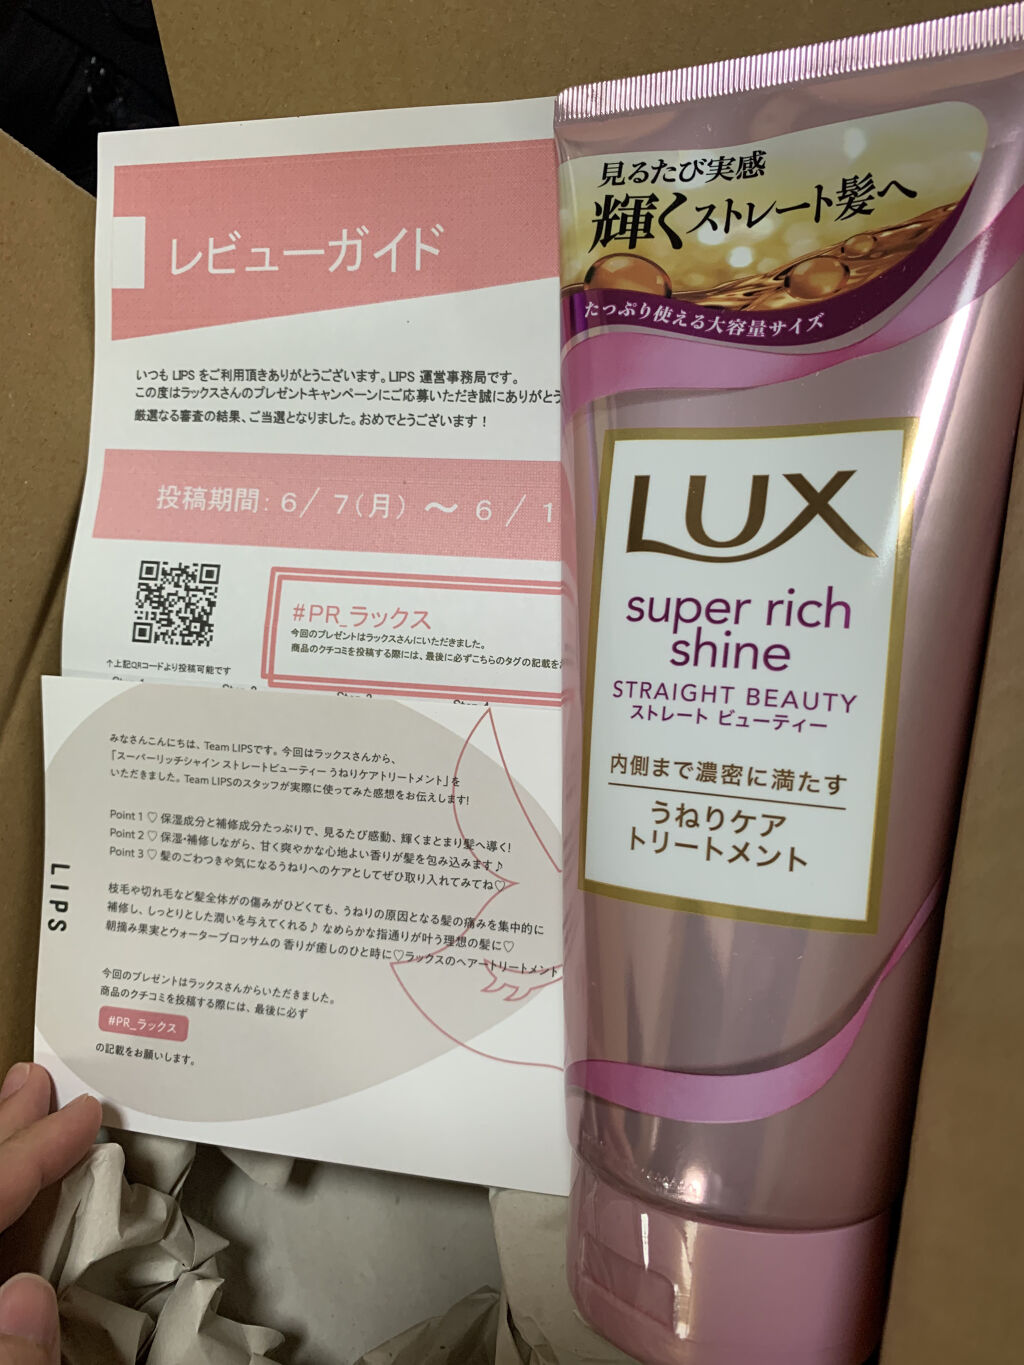 レビューガイド
いつも LIPS をご利用頂きありがとうございます。LIPS 運営事務局です。
この度はラックスさんのプレゼントキャンペーンにご応募いただき誠にありがとう
厳選なる審査の結果、ご当選となりました。おめでとうございます！
投稿期間: 6/ 7(月) ～ 6 / 1
#PR_ラックス
今回のプレゼントはラックスさんにいただきました。
商品のクチコミを投稿する際には、最後に必ずこちらのタグの記載を
↑上記QRコードより投稿可能です
みなさんこんにちは、Team LIPSです。今回はラックスさんから、
「スーパーリッチシャイン ストレートビューティー うねりケアトリートメント」を
いただきました。Team LIPSのスタッフが実際に使ってみた感想をお伝えします!
Point 1 ♡ 保湿成分と補修成分たっぷりで、見るたび感動、輝くまとまり髪へ導く!
Point 2 ♡ 保湿・補修しながら、甘く爽やかな心地よい香りが髪を包み込みます♪
Point 3 ♡ 髪のごわつきや気になるうねりへのケアとしてぜひ取り入れてみてね♡
枝毛や切れ毛など髪全体がの傷みがひどくても、うねりの原因となる髪の痛みを集中的に
補修し、しっとりとした潤いを与えてくれる♪ なめらかな指通りが叶う理想の髪に♡
朝摘み果実とウォーターブロッサムの 香りが癒しのひと時に♡ラックスのヘアートリートメント
今回のプレゼントはラックスさんからいただきました。
商品のクチコミを投稿する際には、最後に必ず
#PR_ラックス
の記載をお願いします。
LIPS
見るたび実感
輝くストレート髪へ
たっぷり使える大容量サイズ
LUX
super rich
shine
STRAIGHT BEAUTY
ストレート ビューティー
内側まで濃密に満たす
うねりケア
トリートメント